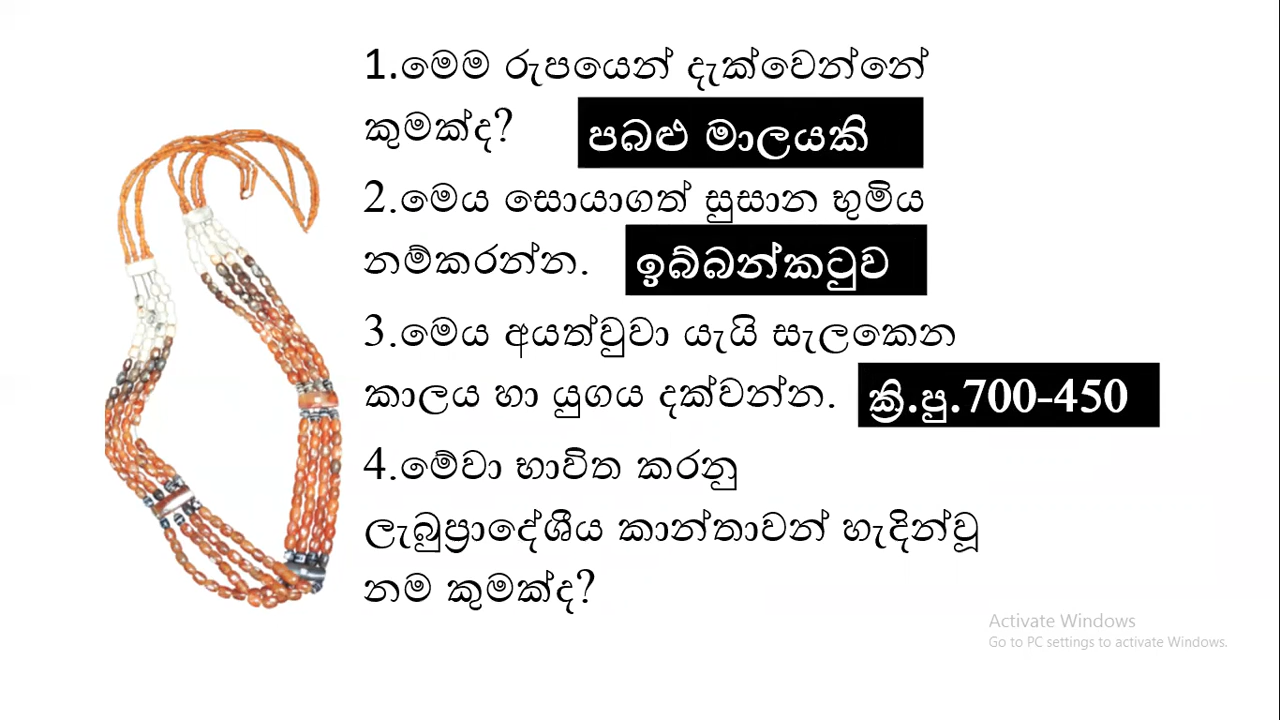 1.මෙම රුපයෙන් දැක්වෙන්නේ
කුමක්ද? පබළු මාලයකි
2.මෙය සොයාගත් සුසාන භුමිය
නම්කරන්න. ඉබ්බන්කටුව
3.මෙය අයත්වුවා යැයි සැලකෙන
කාලය හා යුගය දක්වන්න. ක්‍රි.පු.700-450
4.මේවා භාවිත කරනු
ලැබුප්‍රාදේශීය කාන්තාවන් හැදින්වූ
නම කුමක්ද?
Activate Windows
Go to PC settings to activate Windows.